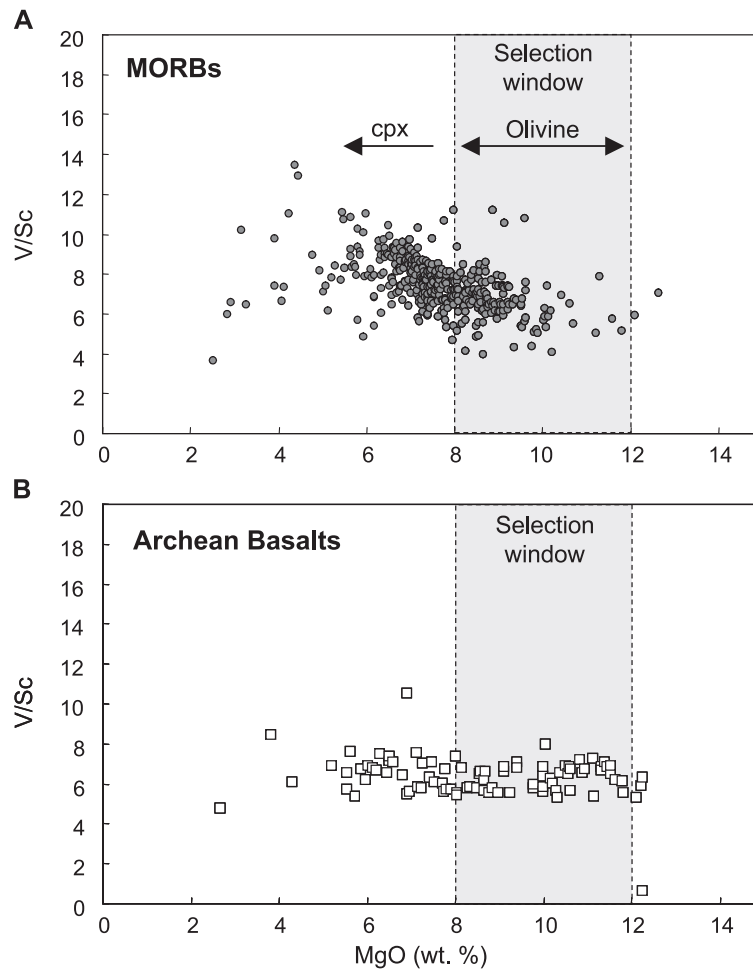 A
20
18
16
14
12
10
8
6
4
2
0
V/Sc
MORBs
Selection
window
cpx
Olivine
0 2 4 6 8 10 12 14
B
20
18
16
14
12
10
8
6
4
2
0
V/Sc
Archean Basalts
Selection
window
0 2 4 6 8 10 12 14
MgO (wt. %)